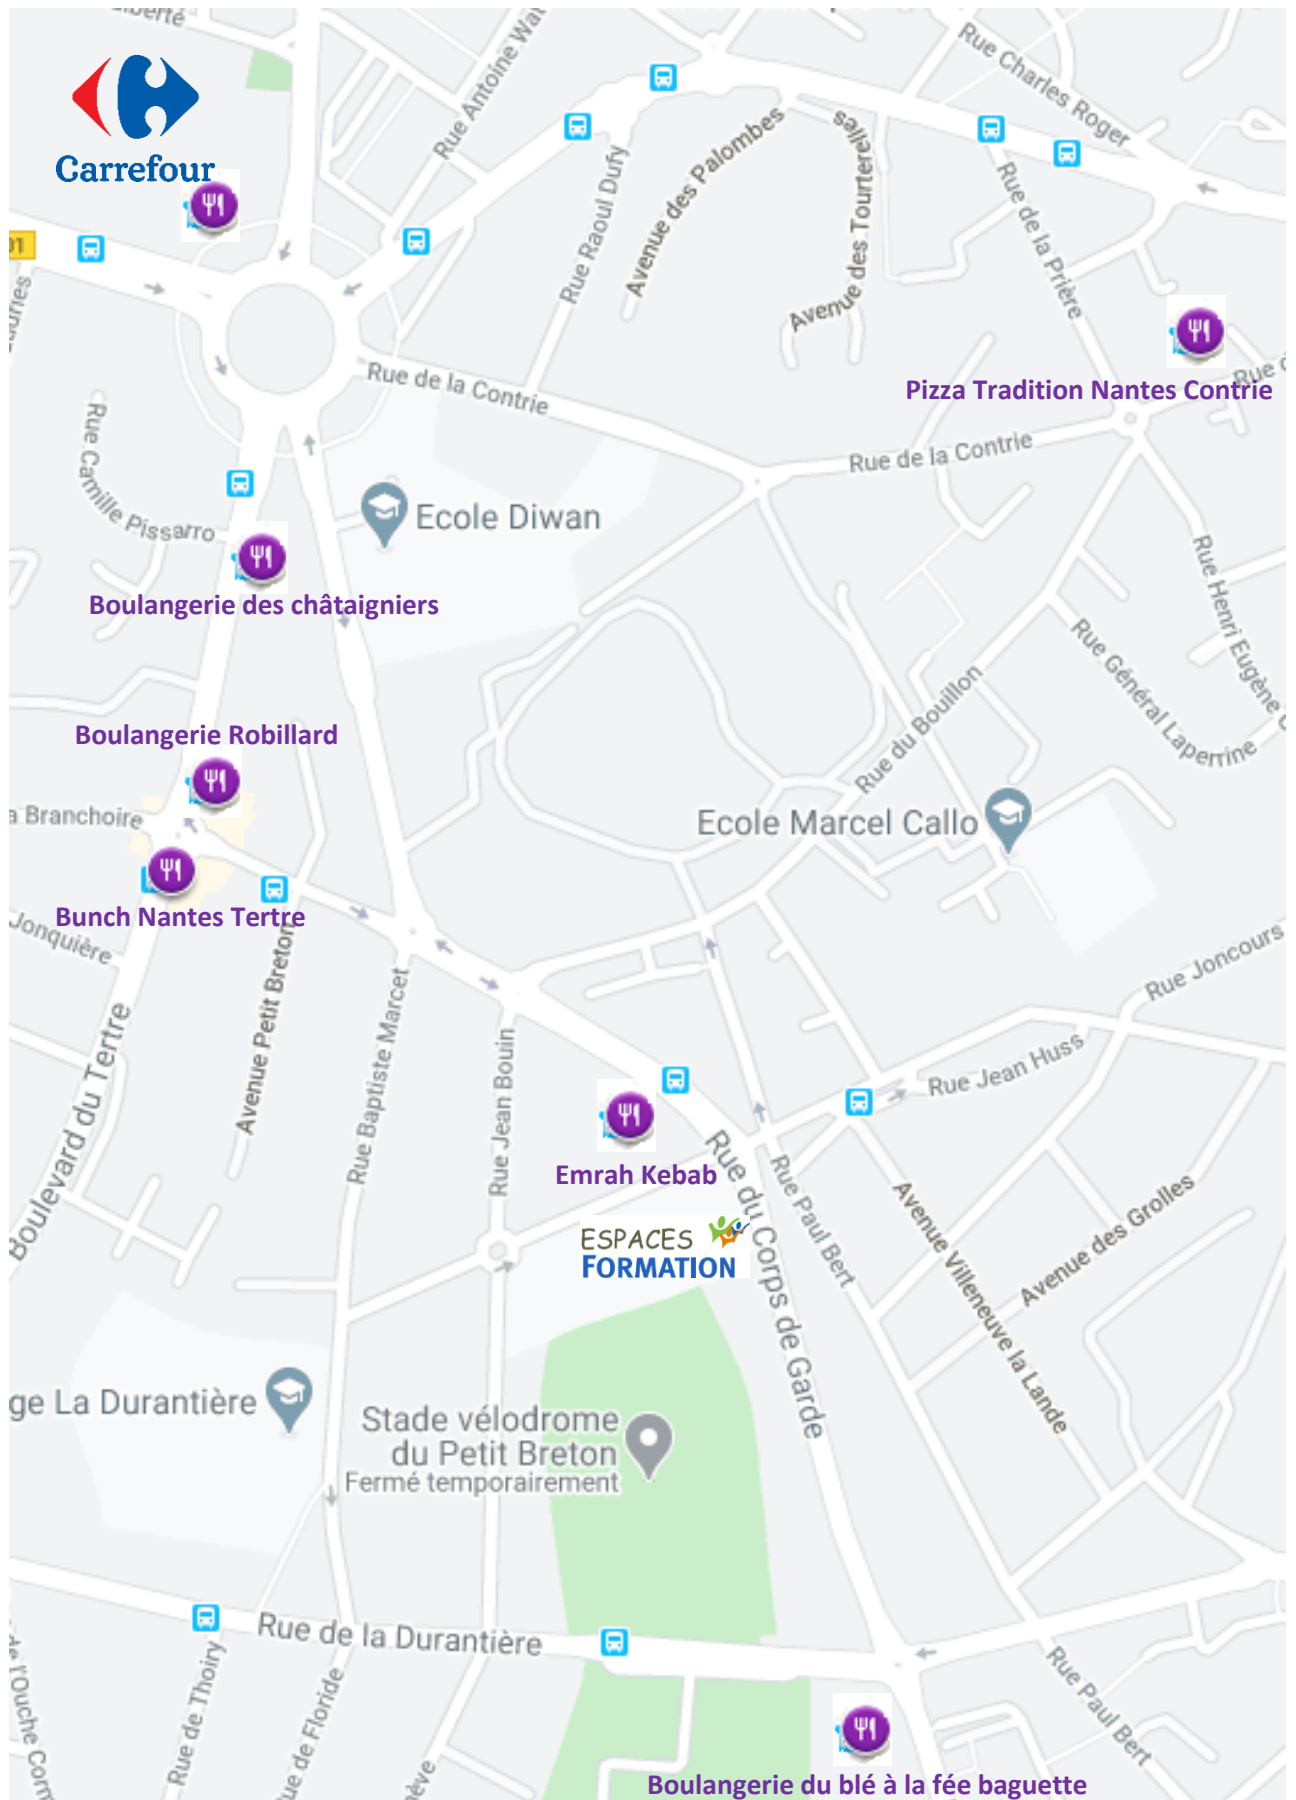 Rue Antoine Wat
Rue Charles Roger
Carrefour
Rue Raoul Dufy
Avenue des Palombes
Avenue des Tourterelles
Rue de la Prière
Rue de la Contrie
Pizza Tradition Nantes Contrie
Rue de la Contrie
Rue Camille Pissarro
Ecole Diwan
Boulangerie des châtaigniers
Rue Henri Eugène
Rue Général Laperrine
Rue du Bouillon
Boulangerie Robillard
a Branchoire
Ecole Marcel Callo
Bunch Nantes Tertre
Jonquière
Rue Joncours
Avenue Petit Breton
Rue Baptiste Marcet
Rue Jean Bouin
Boulevard du Tertre
Rue Jean Huss
Emrah Kebab
Rue du Corps de Garde
Rue Paul Bert
Avenue Villeneuve la Lande
Avenue des Grolles
ESPACES
FORMATION
ge La Durantière
Stade vélodrome
du Petit Breton
Fermé temporairement
Rue de la Durantière
Rue de Thoiry
ue de Floride
Rue Paul Bert
Boulangerie du blé à la fée baguette